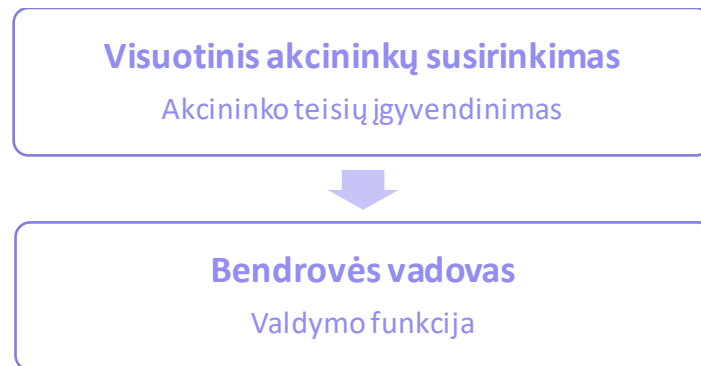 Visuotinis akcininkų susirinkimas
Akcininko teisių įgyvendinimas
Bendrovės vadovas
Valdymo funkcija